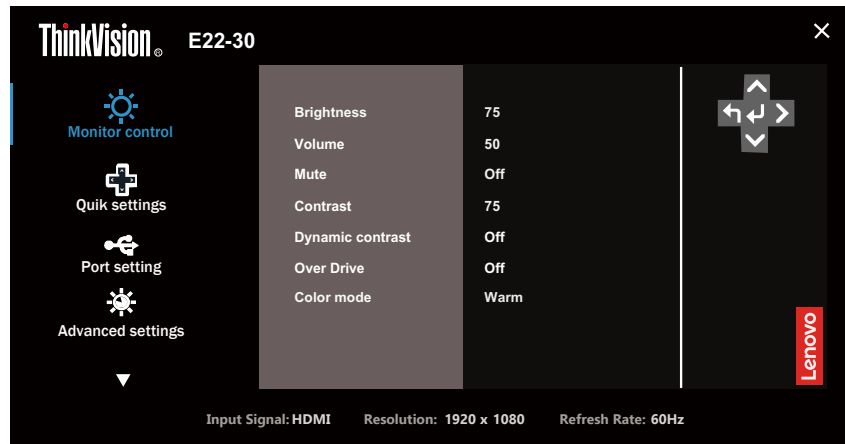 ThinkVision® E22-30
Monitor control
Quik settings
Port setting
Advanced settings
Brightness 75
Volume 50
Mute Off
Contrast 75
Dynamic contrast Off
Over Drive Off
Color mode Warm
Lenovo
Input Signal: HDMI Resolution: 1920 x 1080 Refresh Rate: 60Hz